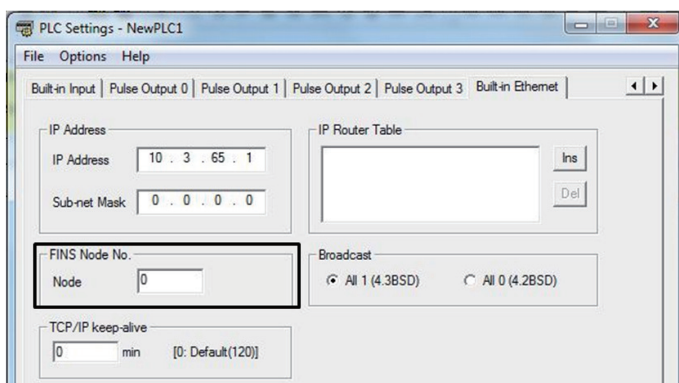 PLC Settings - NewPLC1
File Options Help
Built-in Input Pulse Output 0 Pulse Output 1 Pulse Output 2 Pulse Output 3 Built-in Ethernet
IP Address
IP Address 10 . 3 . 65 . 1
Sub-net Mask 0 . 0 . 0 . 0
IP Router Table
Ins
Del
FINS Node No.
Node 0
Broadcast
All 1 (4.3BSD) All 0 (4.2BSD)
TCP/IP keep-alive
0 min [0: Default(120)]